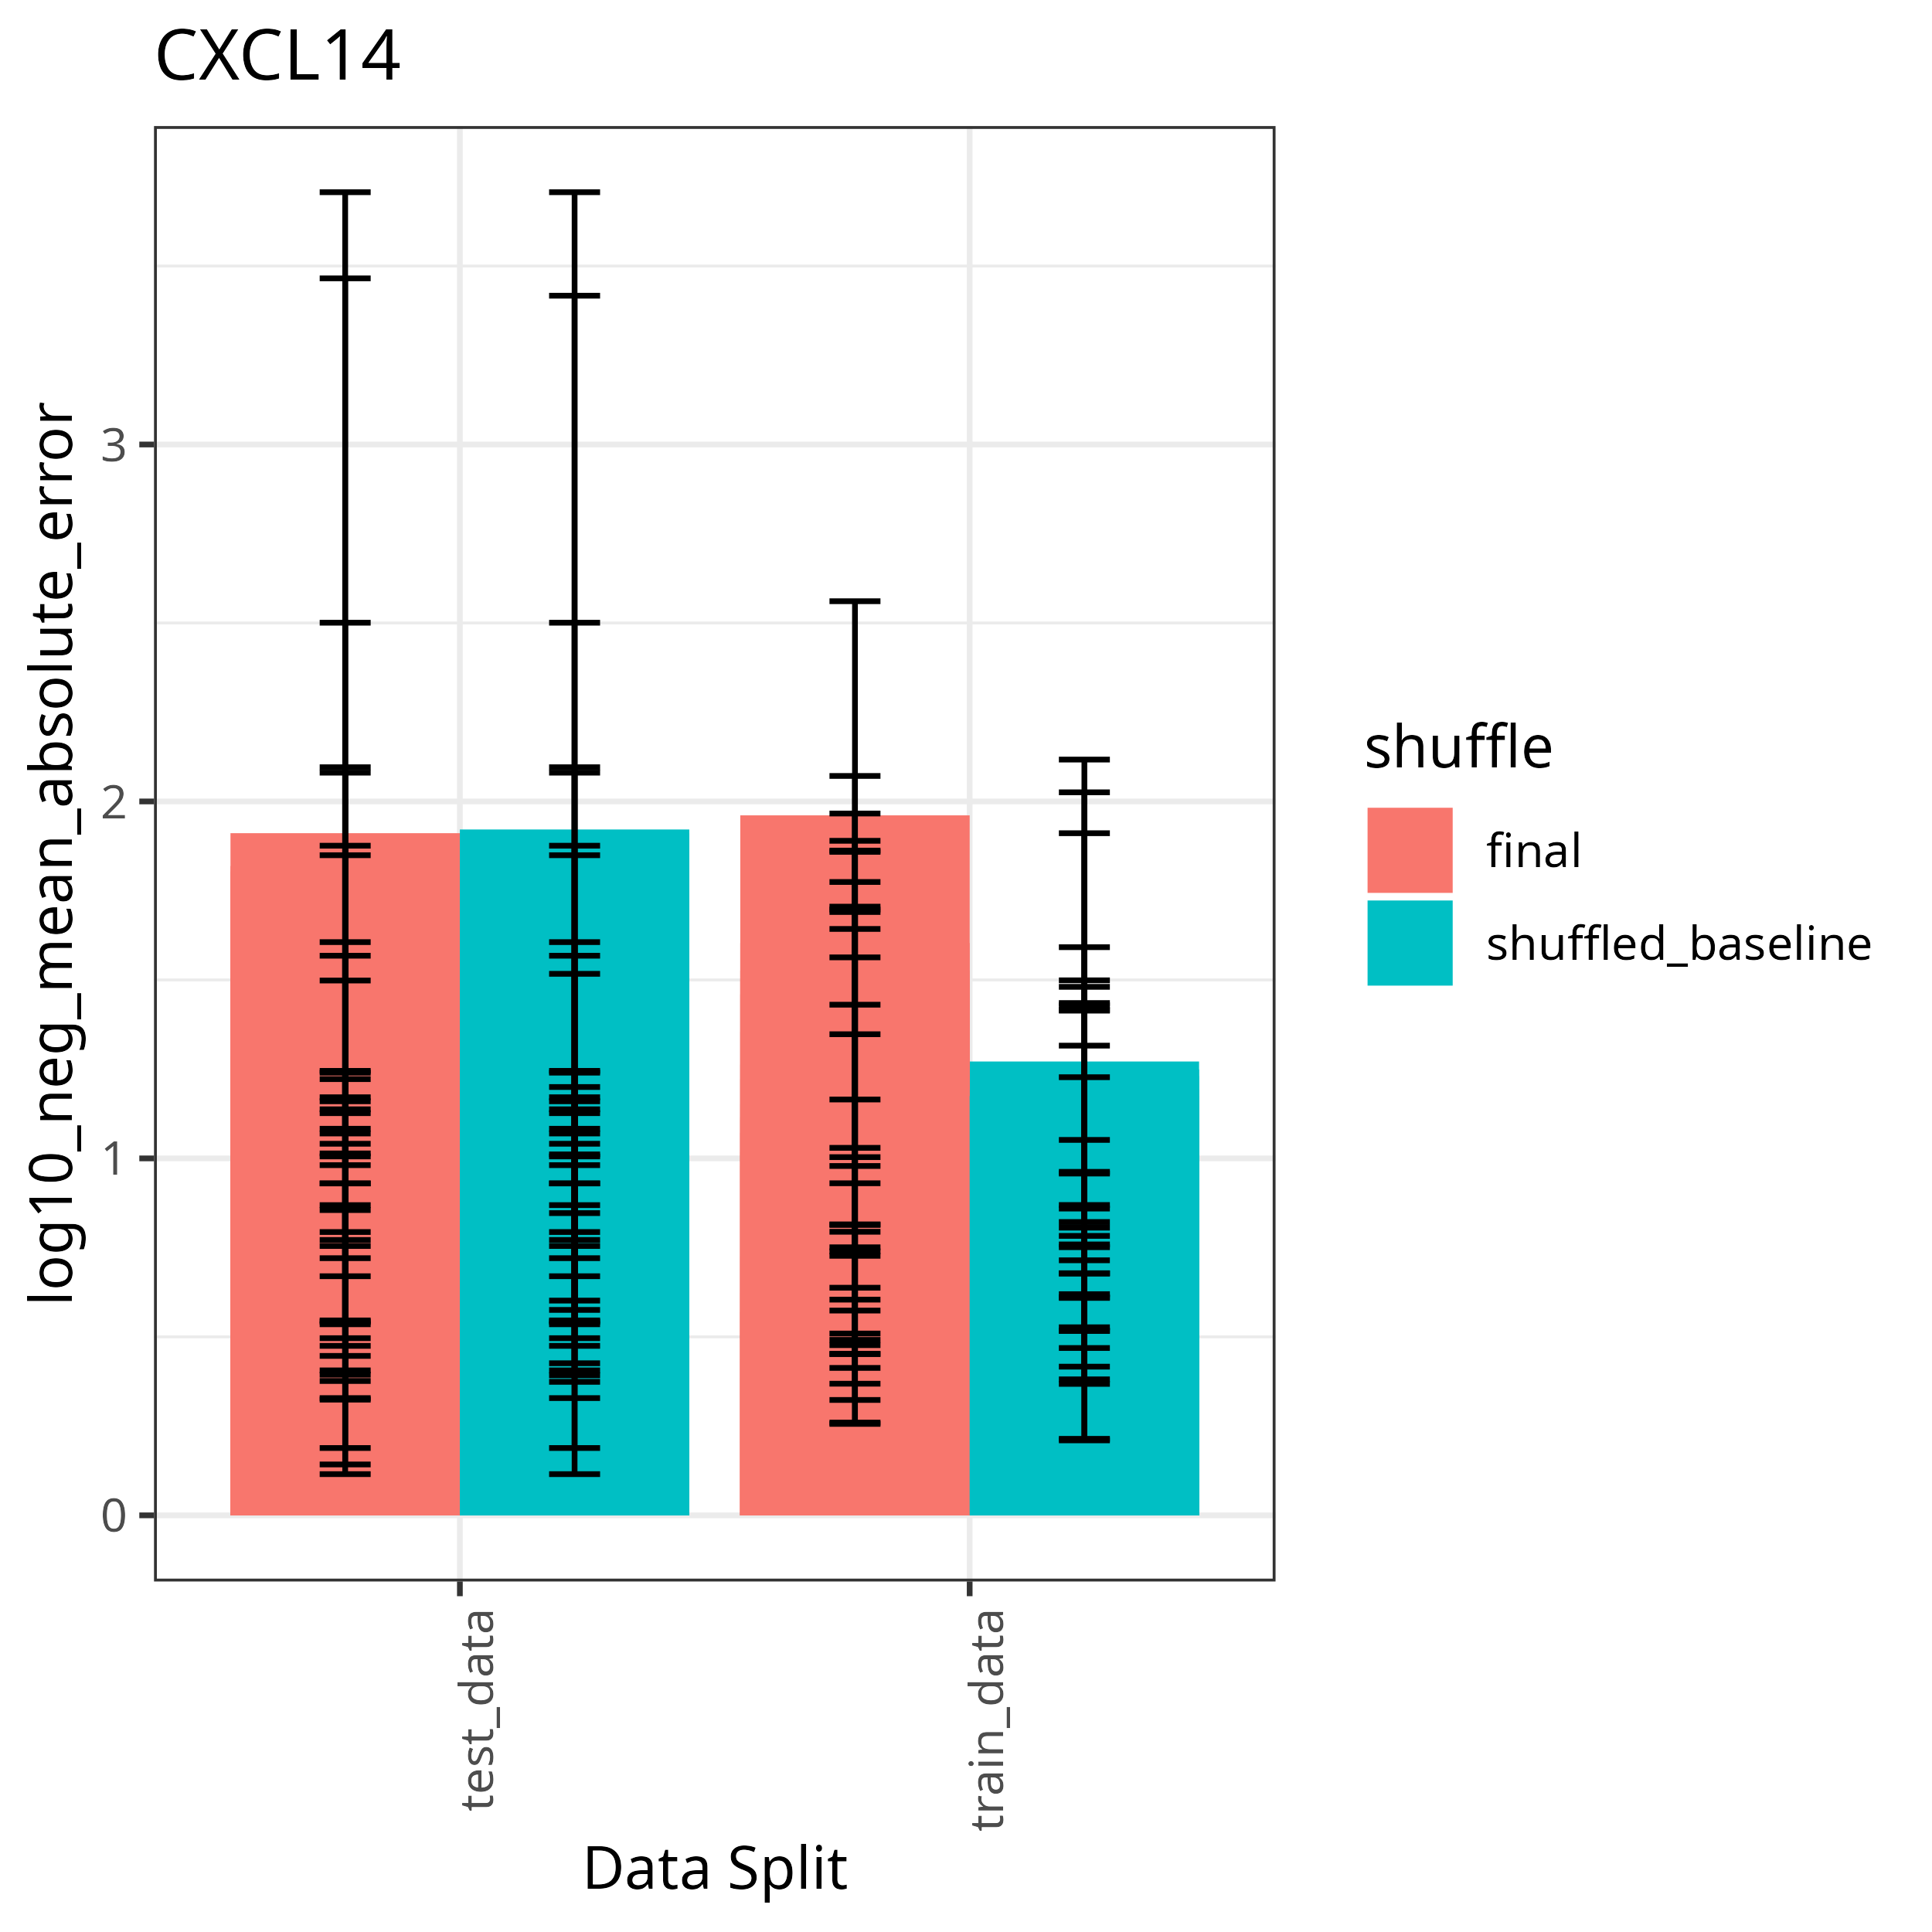 CXCL14
log10_neg_mean_absolute_error
3
2
1
0
test_data
train_data
Data Split
shuffle
final
shuffled_baseline